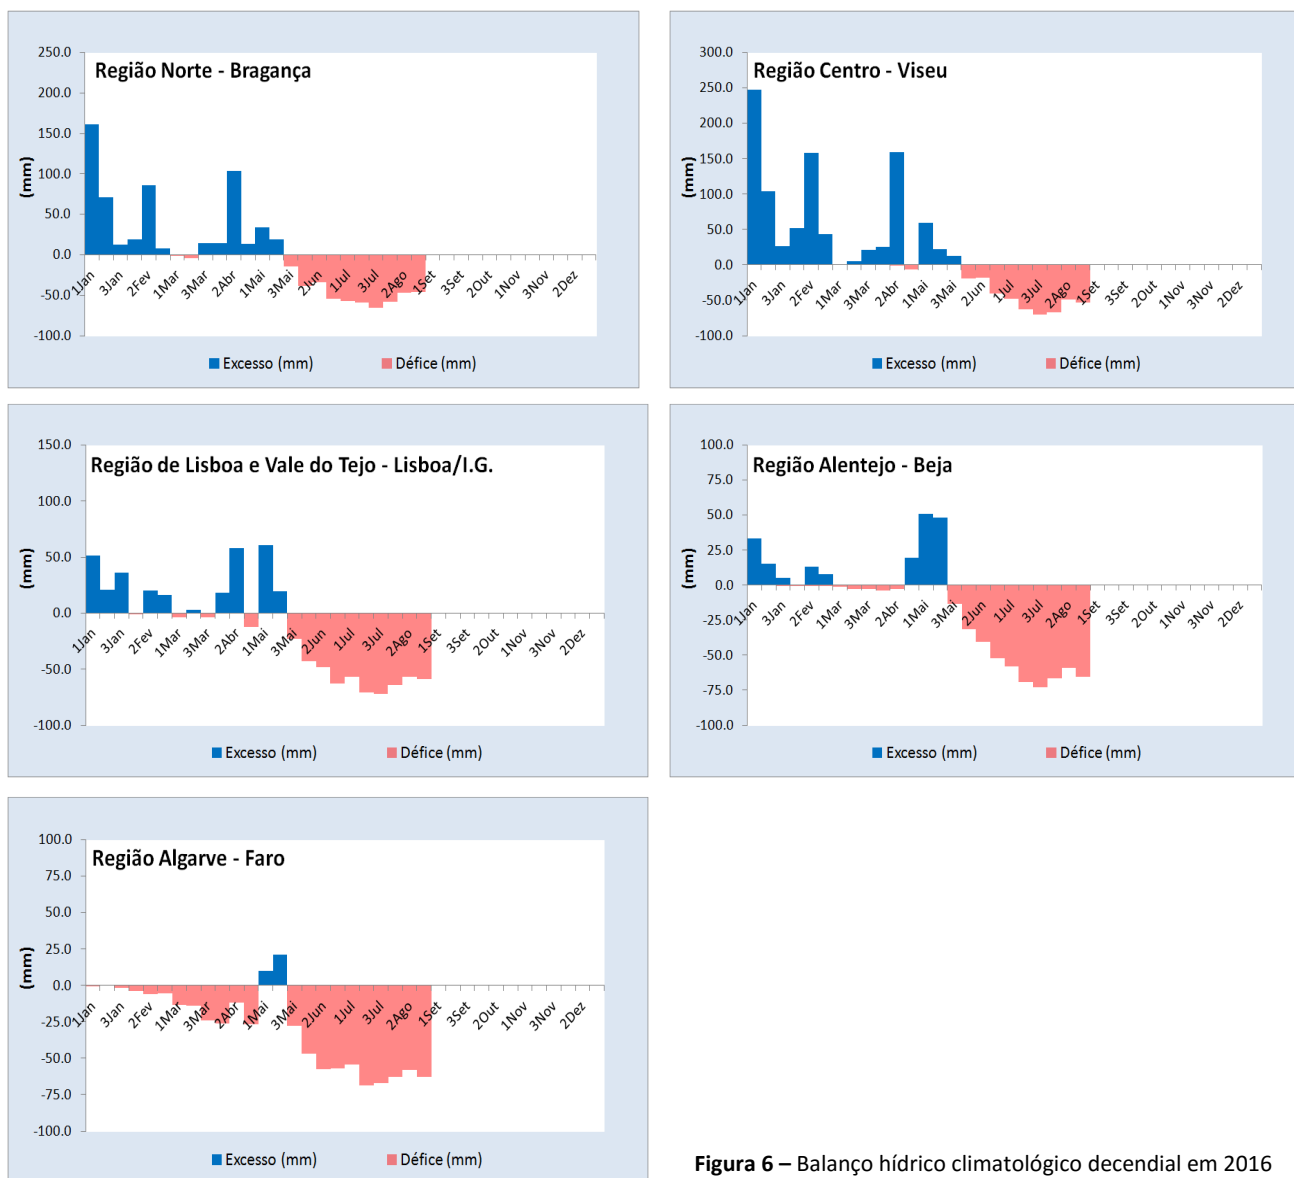 Região Norte - Bragança
(mm)
250.0
200.0
150.0
100.0
50.0
0.0
-50.0
-100.0
1Jan 3Jan 2Fev 1Mar 3Mar 2Abr 1Mai 3Mai 2Jun 1Jul 3Jul 2Ago 1Set 3Set 2Out 1Nov 3Nov 2Dez
Excesso (mm) Défice (mm)
Região Centro - Viseu
(mm)
300.0
250.0
200.0
150.0
100.0
50.0
0.0
-50.0
-100.0
1Jan 3Jan 2Fev 1Mar 3Mar 2Abr 1Mai 3Mai 2Jun 1Jul 3Jul 2Ago 1Set 3Set 2Out 1Nov 3Nov 2Dez
Excesso (mm) Défice (mm)
Região de Lisboa e Vale do Tejo - Lisboa/I.G.
(mm)
150.0
100.0
50.0
0.0
-50.0
-100.0
1Jan 3Jan 2Fev 1Mar 3Mar 2Abr 1Mai 3Mai 2Jun 1Jul 3Jul 2Ago 1Set 3Set 2Out 1Nov 3Nov 2Dez
Excesso (mm) Défice (mm)
Região Alentejo - Beja
(mm)
100.0
75.0
50.0
25.0
0.0
-25.0
-50.0
-75.0
-100.0
1Jan 3Jan 2Fev 1Mar 3Mar 2Abr 1Mai 3Mai 2Jun 1Jul 3Jul 2Ago 1Set 3Set 2Out 1Nov 3Nov 2Dez
Excesso (mm) Défice (mm)
Região Algarve - Faro
(mm)
100.0
75.0
50.0
25.0
0.0
-25.0
-50.0
-75.0
-100.0
1Jan 3Jan 2Fev 1Mar 3Mar 2Abr 1Mai 3Mai 2Jun 1Jul 3Jul 2Ago 1Set 3Set 2Out 1Nov 3Nov 2Dez
Excesso (mm) Défice (mm)
Figura 6 – Balanço hídrico climatológico decendial em 2016